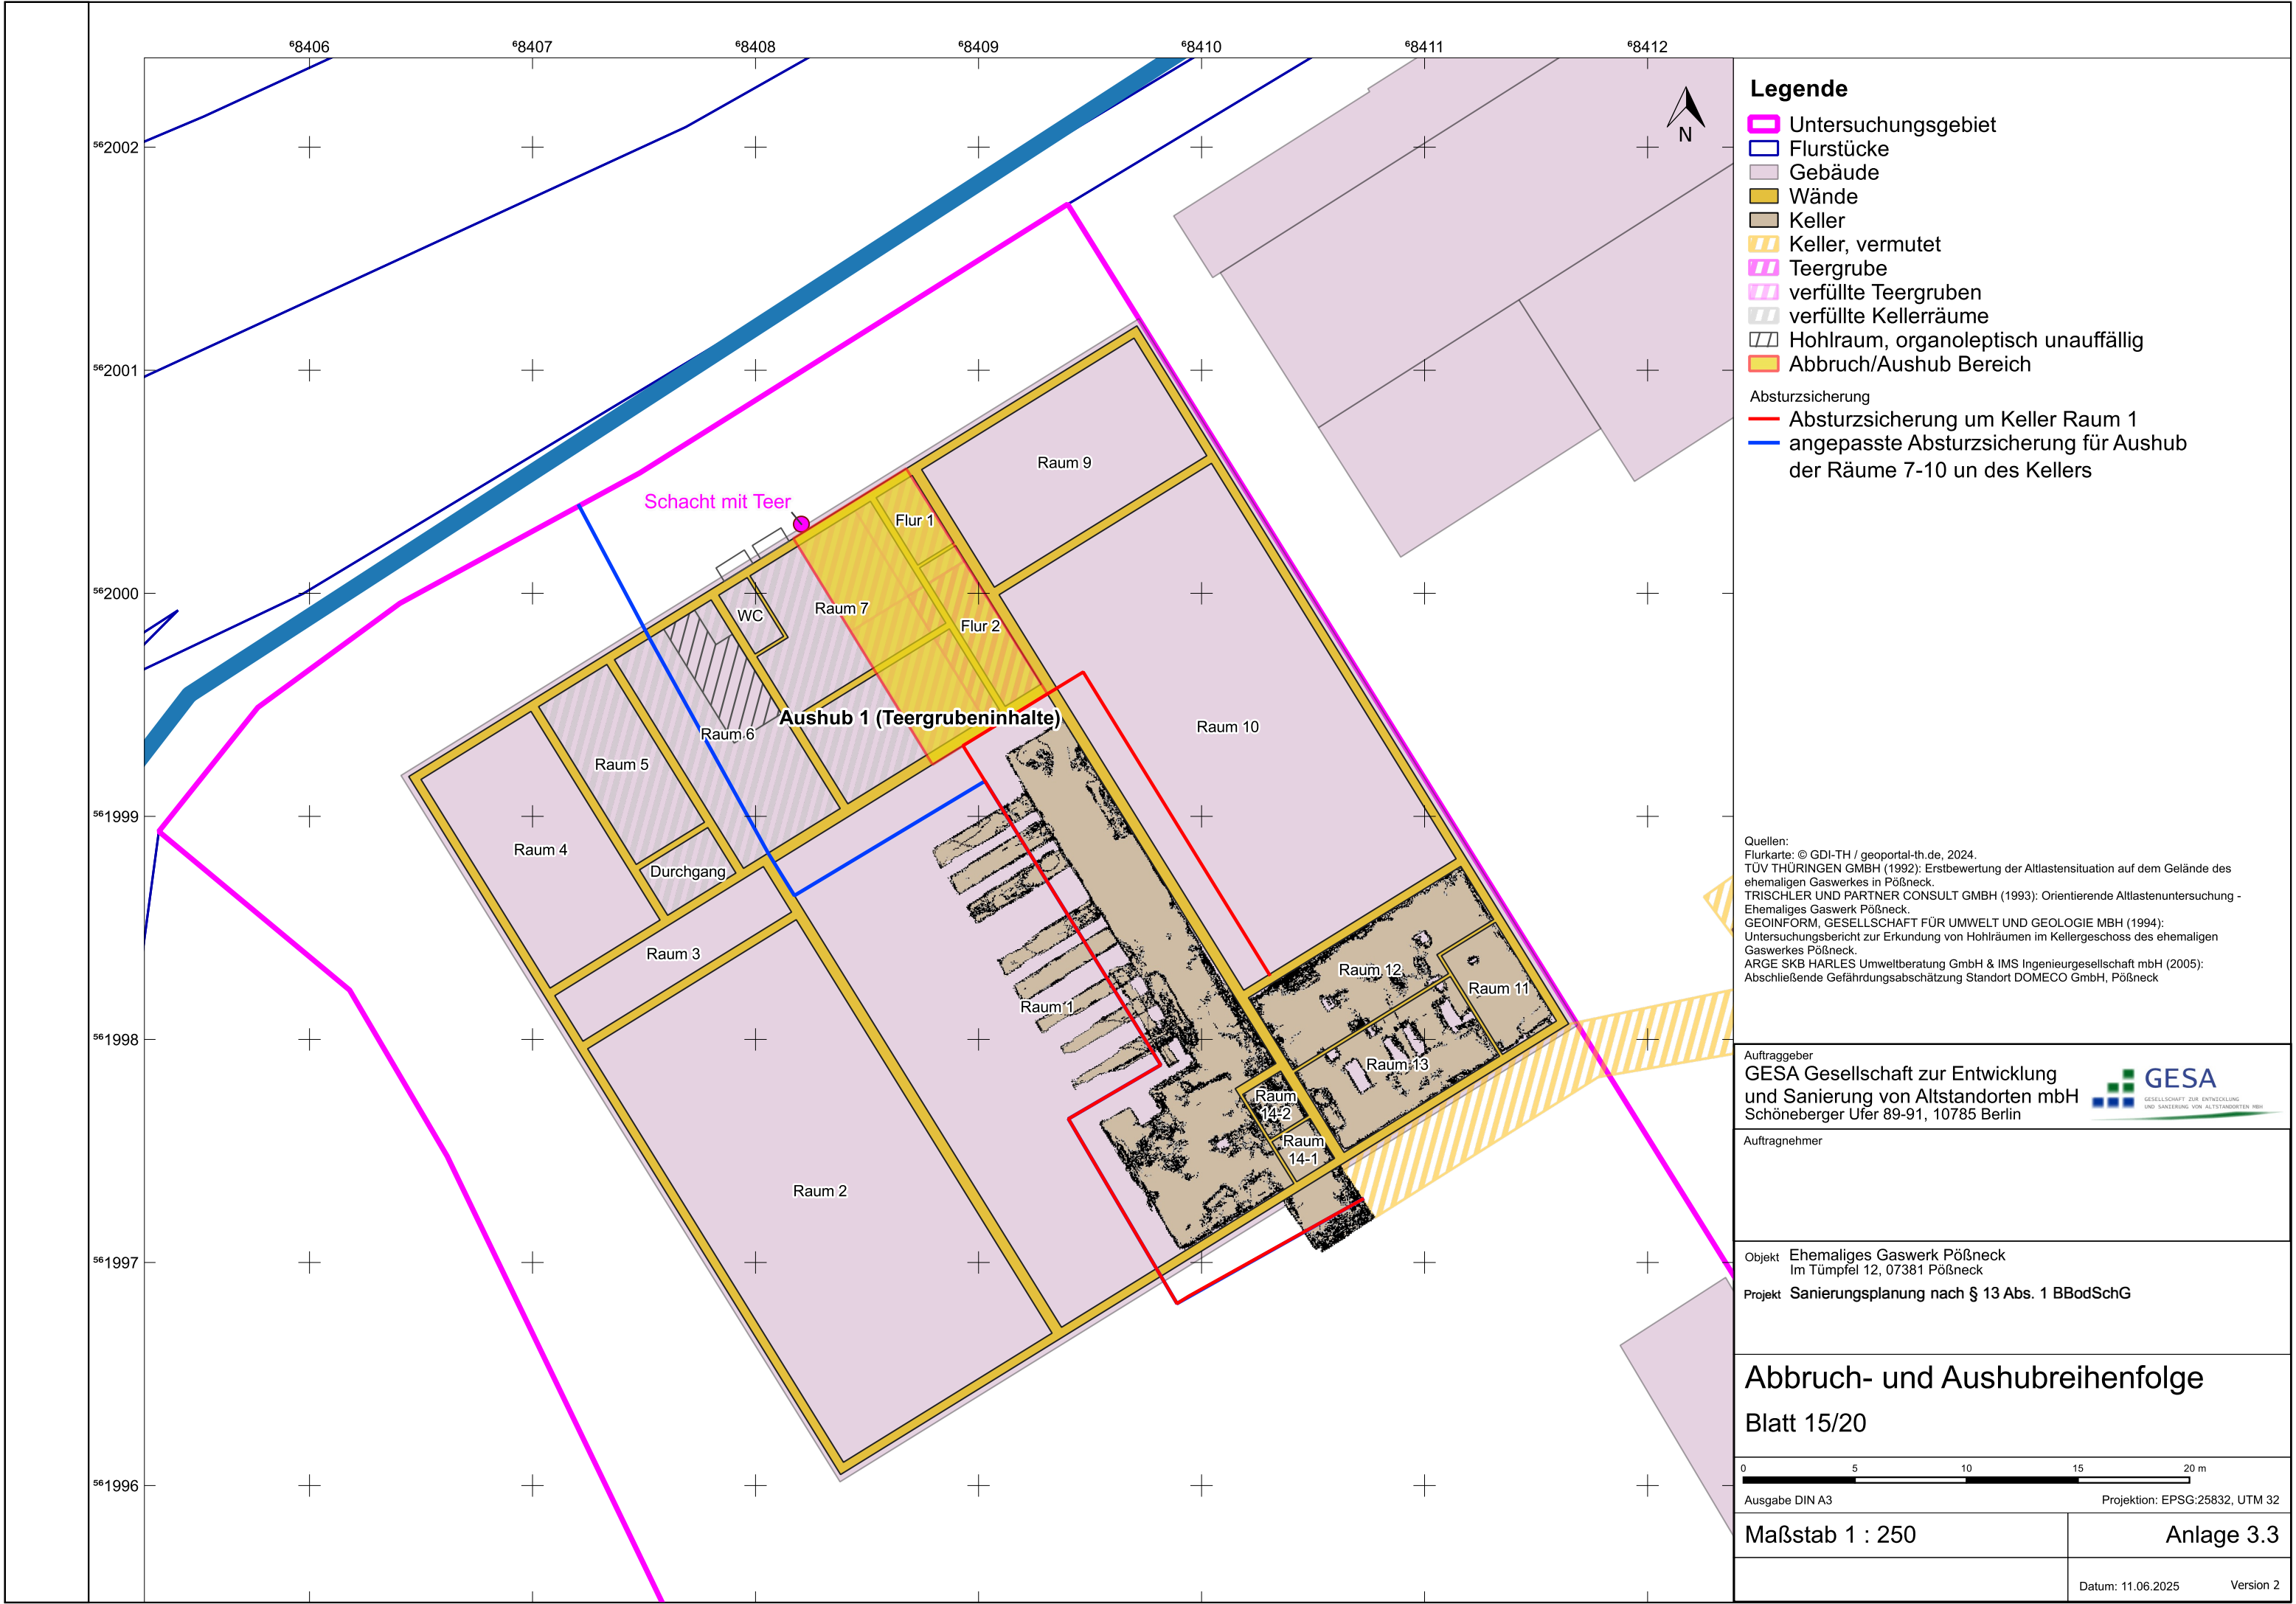 ⁶8406 ⁶8407 ⁶8408 ⁶8409 ⁶8410 ⁶8411 ⁶8412
⁵⁶2002
⁵⁶2001
⁵⁶2000
⁵⁶1999
⁵⁶1998
⁵⁶1997
⁵⁶1996
N
Raum 9
Schacht mit Teer
Flur 1
Raum 7
WC
Flur 2
Aushub 1 (Teergrubeninhalte)
Raum 10
Raum 6
Raum 5
Raum 4
Durchgang
Raum 3
Raum 12
Raum 11
Raum 1
Raum 13
Raum
14-2
Raum
14-1
Raum 2
Legende
Untersuchungsgebiet
Flurstücke
Gebäude
Wände
Keller
Keller, vermutet
Teergrube
verfüllte Teergruben
verfüllte Kellerräume
Hohlraum, organoleptisch unauffällig
Abbruch/Aushub Bereich
Absturzsicherung
Absturzsicherung um Keller Raum 1
angepasste Absturzsicherung für Aushub
der Räume 7-10 un des Kellers
Quellen:
Flurkarte: © GDI-TH / geoportal-th.de, 2024.
TÜV THÜRINGEN GMBH (1992): Erstbewertung der Altlastensituation auf dem Gelände des
ehemaligen Gaswerkes in Pößneck.
TRISCHLER UND PARTNER CONSULT GMBH (1993): Orientierende Altlastenuntersuchung -
Ehemaliges Gaswerk Pößneck.
GEOINFORM, GESELLSCHAFT FÜR UMWELT UND GEOLOGIE MBH (1994):
Untersuchungsbericht zur Erkundung von Hohlräumen im Kellergeschoss des ehemaligen
Gaswerkes Pößneck.
ARGE SKB HARLES Umweltberatung GmbH & IMS Ingenieurgesellschaft mbH (2005):
Abschließende Gefährdungsabschätzung Standort DOMECO GmbH, Pößneck
Auftraggeber
GESA Gesellschaft zur Entwicklung
und Sanierung von Altstandorten mbH
Schöneberger Ufer 89-91, 10785 Berlin
GESA
GESELLSCHAFT ZUR ENTWICKLUNG
UND SANIERUNG VON ALTSTANDORTEN MBH
Auftragnehmer
Objekt Ehemaliges Gaswerk Pößneck
Im Tümpfel 12, 07381 Pößneck
Projekt Sanierungsplanung nach § 13 Abs. 1 BBodSchG
Abbruch- und Aushubreihenfolge
Blatt 15/20
0 5 10 15 20 m
Ausgabe DIN A3 Projektion: EPSG:25832, UTM 32
Maßstab 1 : 250 Anlage 3.3
Datum: 11.06.2025 Version 2